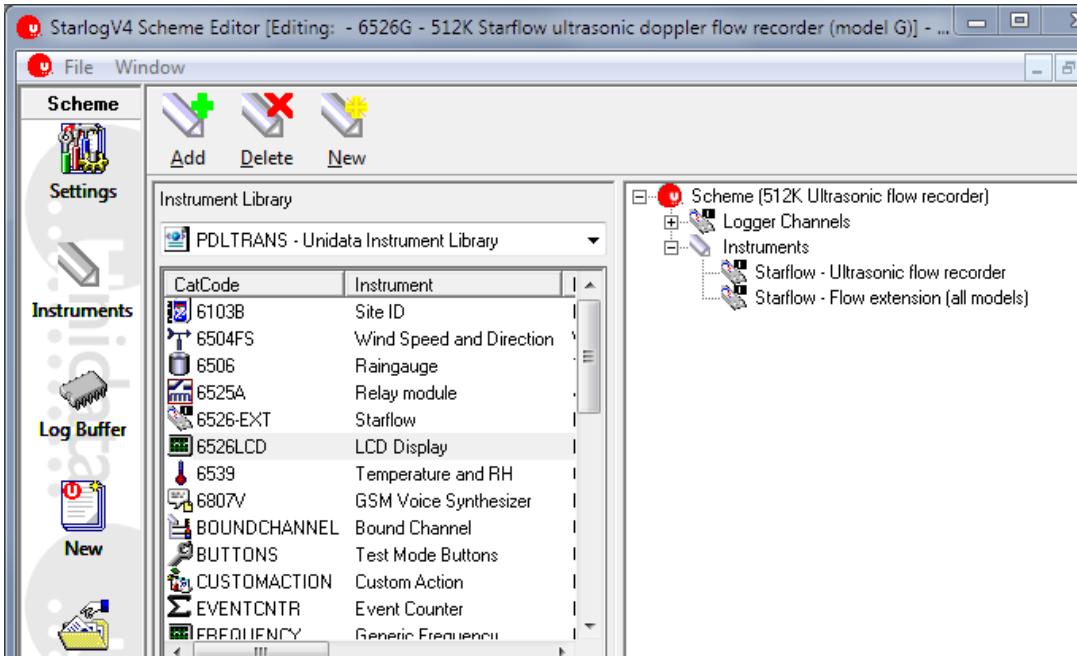 StarlogV4 Scheme Editor [Editing:  - 6526G - 512K Starflow ultrasonic doppler flow recorder (model G)] - ...
File Window
Scheme
Settings
Instruments
Log Buffer
New
Add Delete New
Instrument Library
PDLTRANS - Unidata Instrument Library
CatCode Instrument
6103B Site ID
6504FS Wind Speed and Direction
6506 Raingauge
6525A Relay module
6526-EXT Starflow
6526LCD LCD Display
6539 Temperature and RH
6807V GSM Voice Synthesizer
BOUNDCHANNEL Bound Channel
BUTTONS Test Mode Buttons
CUSTOMACTION Custom Action
EVENTCNTR Event Counter
FREQUENCY Generic Frequency
Scheme (512K Ultrasonic flow recorder)
Logger Channels
Instruments
Starflow - Ultrasonic flow recorder
Starflow - Flow extension (all models)
Unidata